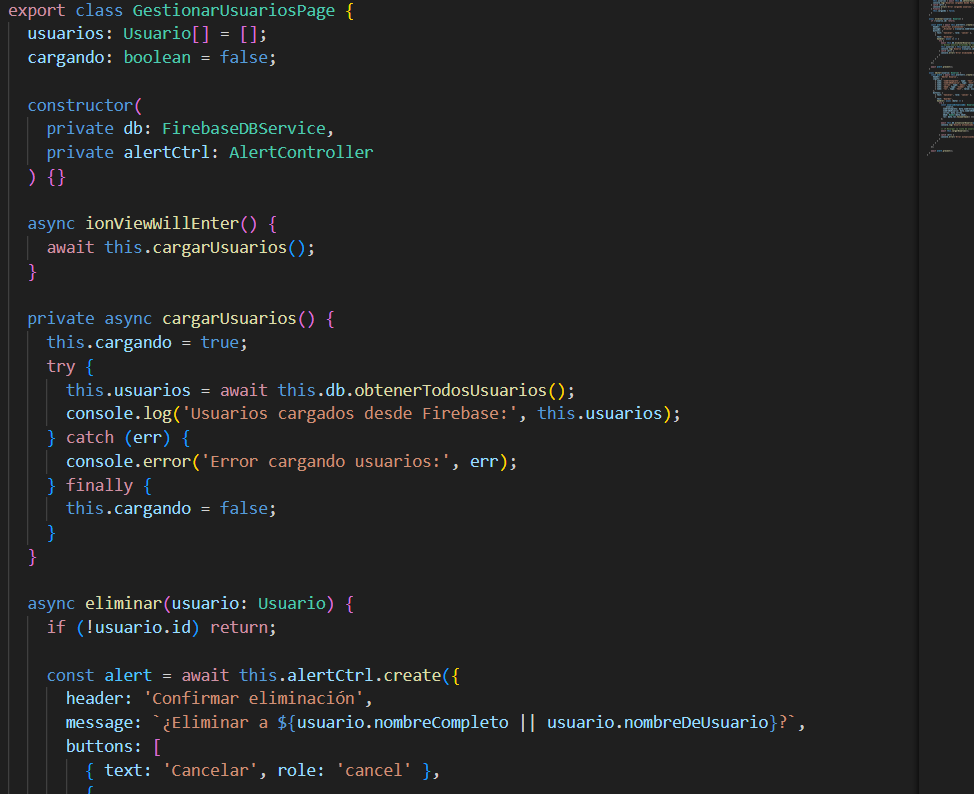 export class GestionarUsuariosPage {
usuarios: Usuario[] = [];
cargando: boolean = false;
constructor(
private db: FirebaseDBService,
private alertCtrl: AlertController
) {}
async ionViewWillEnter() {
await this.cargarUsuarios();
}
private async cargarUsuarios() {
this.cargando = true;
try {
this.usuarios = await this.db.obtenerTodosUsuarios();
console.log('Usuarios cargados desde Firebase:', this.usuarios);
} catch (err) {
console.error('Error cargando usuarios:', err);
} finally {
this.cargando = false;
}
}
async eliminar(usuario: Usuario) {
if (!usuario.id) return;
const alert = await this.alertCtrl.create({
header: 'Confirmar eliminación',
message: `¿Eliminar a ${usuario.nombreCompleto || usuario.nombreDeUsuario}?`,
buttons: [
{ text: 'Cancelar', role: 'cancel' },
{